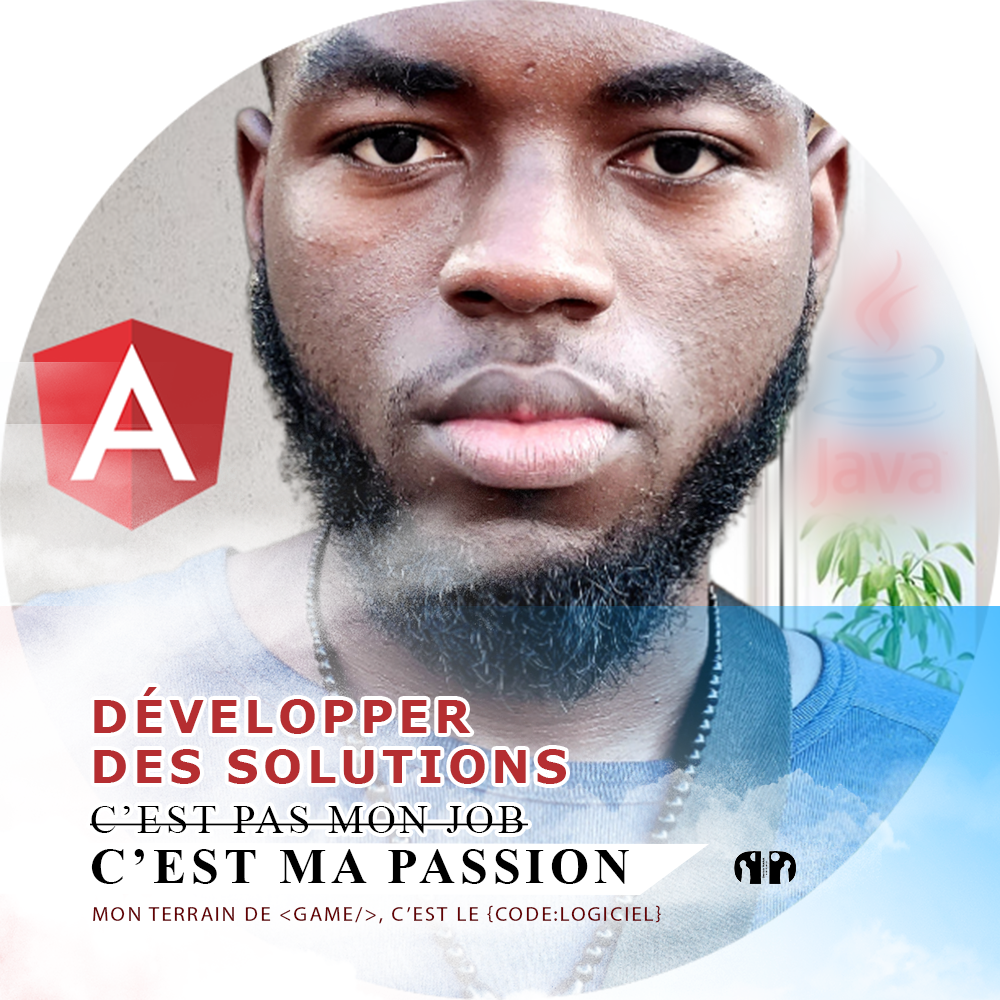 A
Java
DÉVELOPPER
DES SOLUTIONS
C’EST PAS MON JOB
C’EST MA PASSION
MON TERRAIN DE <GAME/>, C’EST LE {CODE:LOGICIEL}